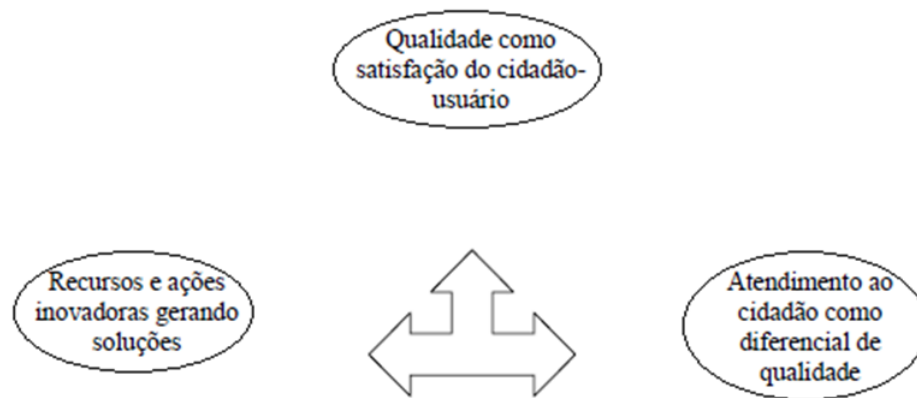 Qualidade como
satisfação do cidadão-
usuário
Recursos e ações
inovadoras gerando
soluções
Atendimento ao
cidadão como
diferencial de
qualidade